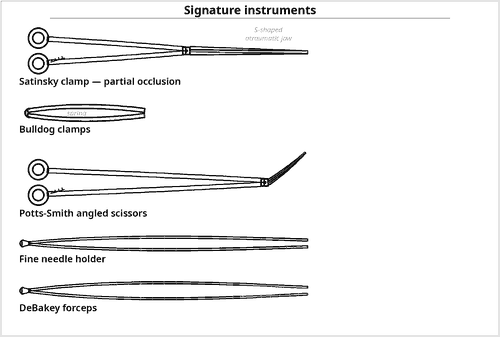 Signature instruments
S-shaped
atraumatic jaw
Satinsky clamp — partial occlusion
spring
Bulldog clamps
Potts-Smith angled scissors
Fine needle holder
DeBakey forceps